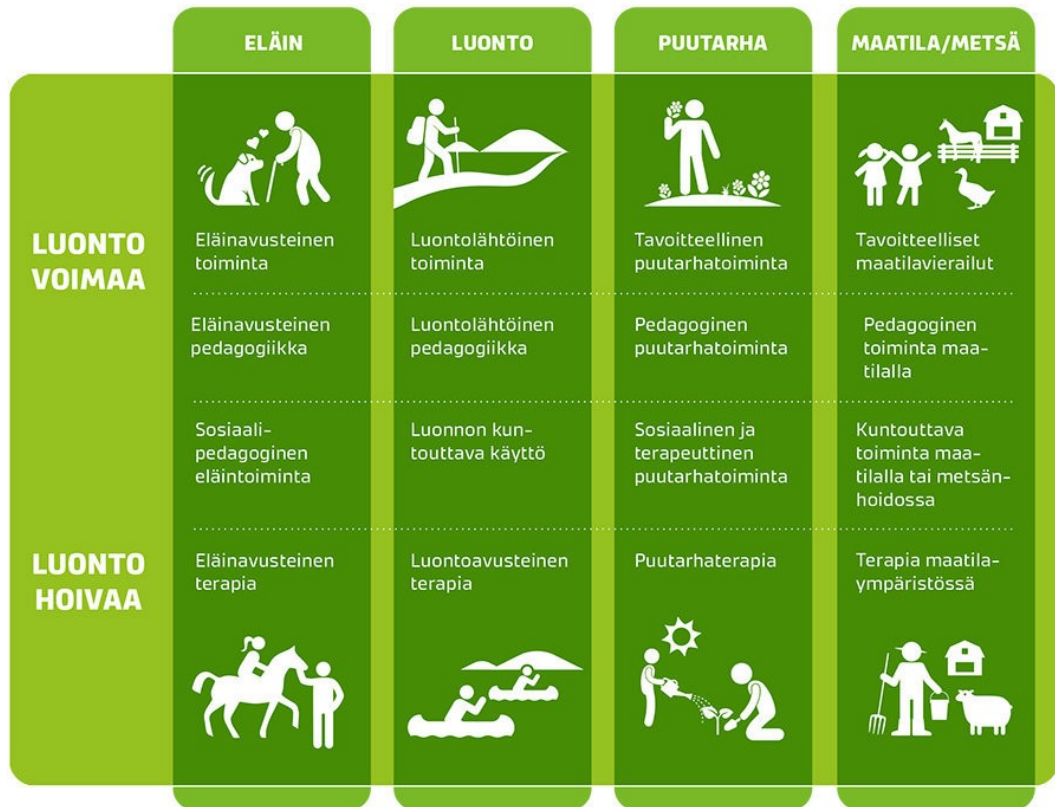 ELÄIN
LUONTO
PUUTARHA
MAATILA/METSÄ
LUONTO
VOIMAA
Eläinavusteinen
toiminta
Luontolähtöinen
toiminta
Tavoitteellinen
puutarhatoiminta
Tavoitteelliset
maatilavierailut
Eläinavusteinen
pedagogiikka
Luontolähtöinen
pedagogiikka
Pedagoginen
puutarhatoiminta
Pedagoginen
toiminta maa-
tilalla
Sosiaali-
pedagoginen
eläintoiminta
Luonnon kun-
touttava käyttö
Sosiaalinen ja
terapeuttinen
puutarhatoiminta
Kuntouttava
toiminta maa-
tilalla tai metsän-
hoidossa
LUONTO
HOIVAA
Eläinavusteinen
terapia
Luontoavusteinen
terapia
Puutarhaterapia
Terapia maatila-
ympäristössä